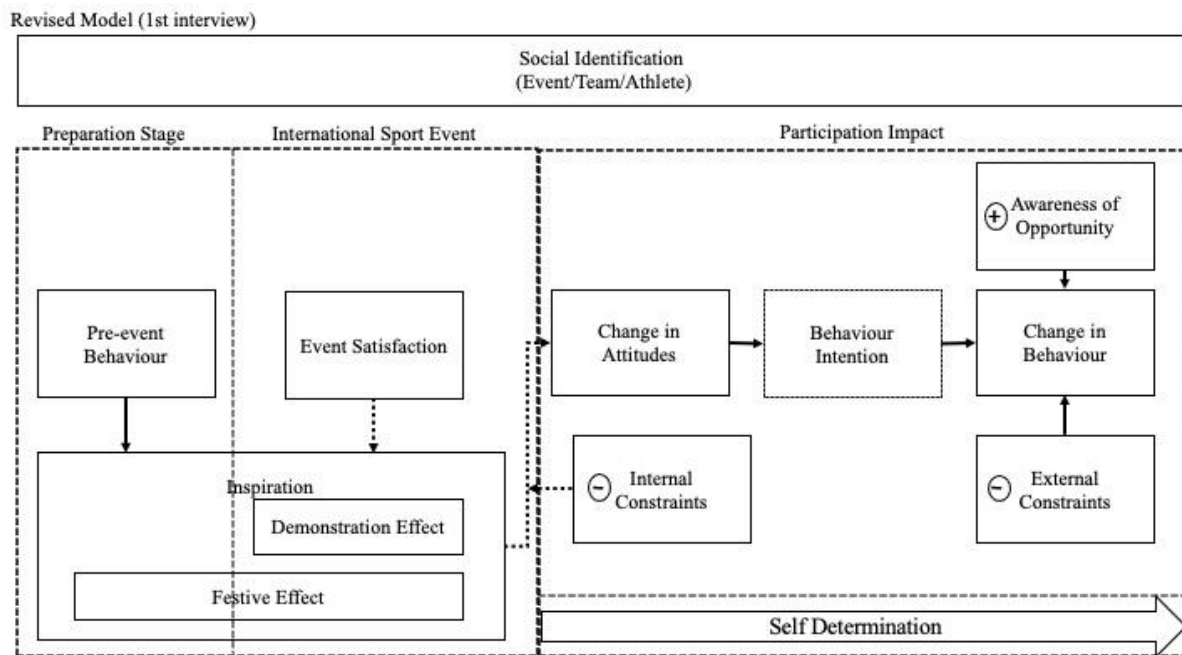 Revised Model (1st interview)
Social Identification
(Event/Team/Athlete)
Preparation Stage
International Sport Event
Participation Impact
+
Awareness of
Opportunity
Pre-event
Behaviour
Event Satisfaction
Change in
Attitudes
Behaviour
Intention
Change in
Behaviour
Inspiration
Demonstration Effect
Festive Effect
−
Internal
Constraints
−
External
Constraints
Self Determination